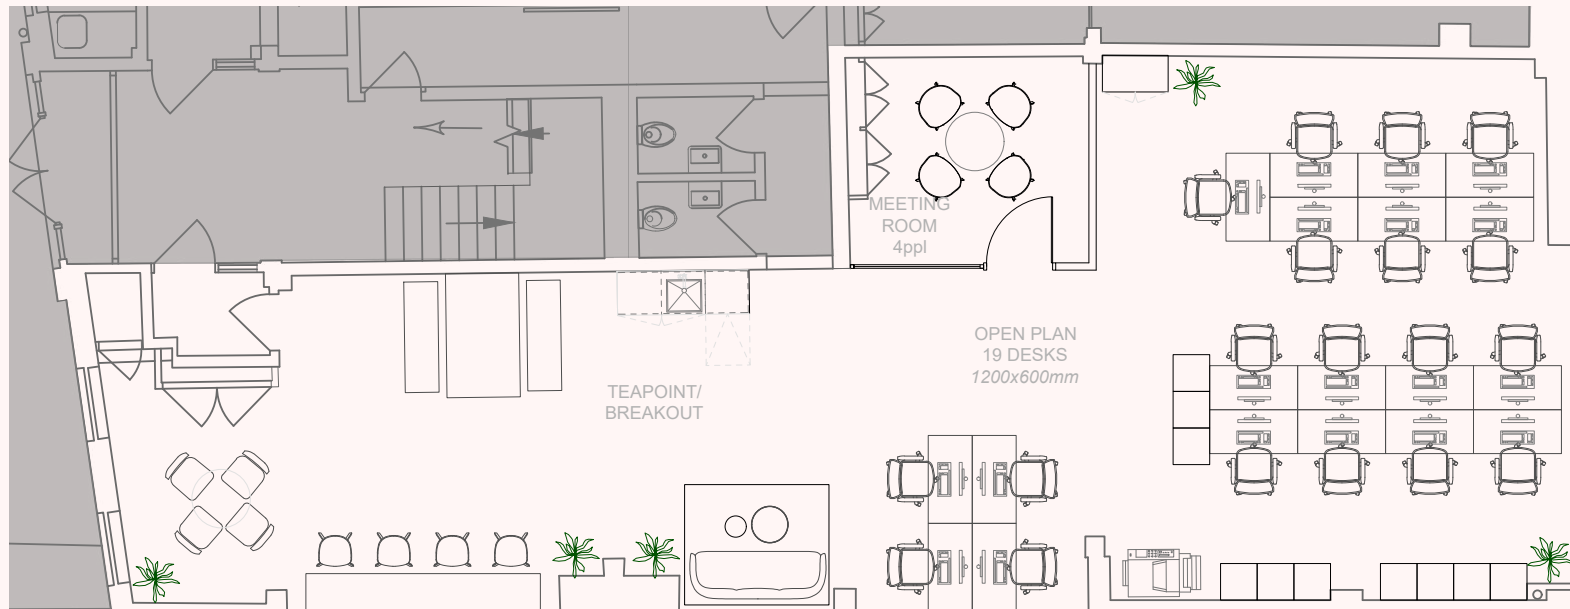 MEETING
ROOM
4ppl
OPEN PLAN
19 DESKS
1200x600mm
TEAPOINT/
BREAKOUT